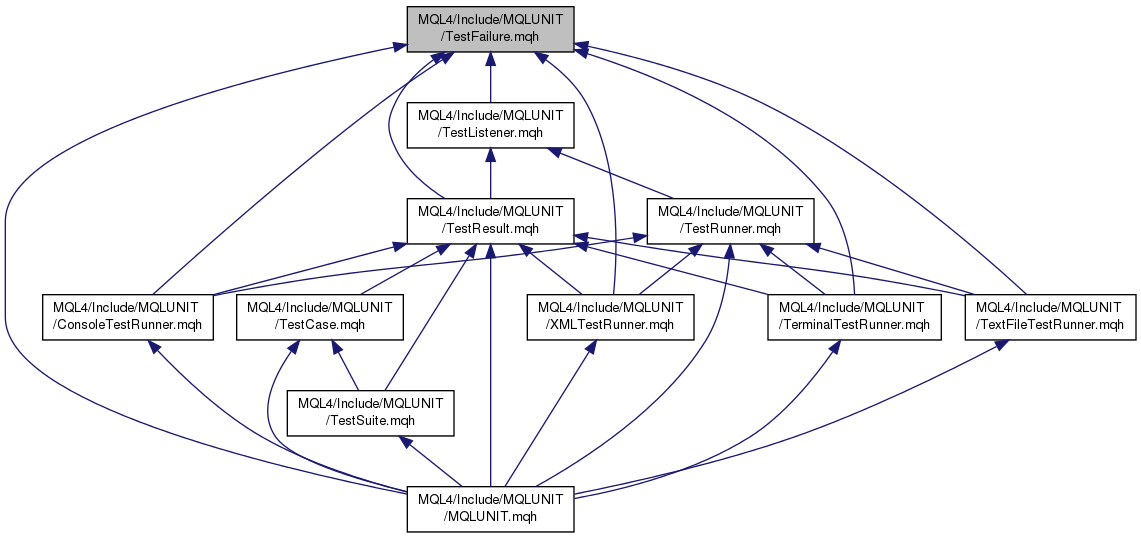 MQL4/Include/MQLUNIT
/TestFailure.mqh
MQL4/Include/MQLUNIT
/TestListener.mqh
MQL4/Include/MQLUNIT
/TestResult.mqh
MQL4/Include/MQLUNIT
/TestRunner.mqh
MQL4/Include/MQLUNIT
/ConsoleTestRunner.mqh
MQL4/Include/MQLUNIT
/TestCase.mqh
MQL4/Include/MQLUNIT
/XMLTestRunner.mqh
MQL4/Include/MQLUNIT
/TerminalTestRunner.mqh
MQL4/Include/MQLUNIT
/TextFileTestRunner.mqh
MQL4/Include/MQLUNIT
/TestSuite.mqh
MQL4/Include/MQLUNIT
/MQLUNIT.mqh